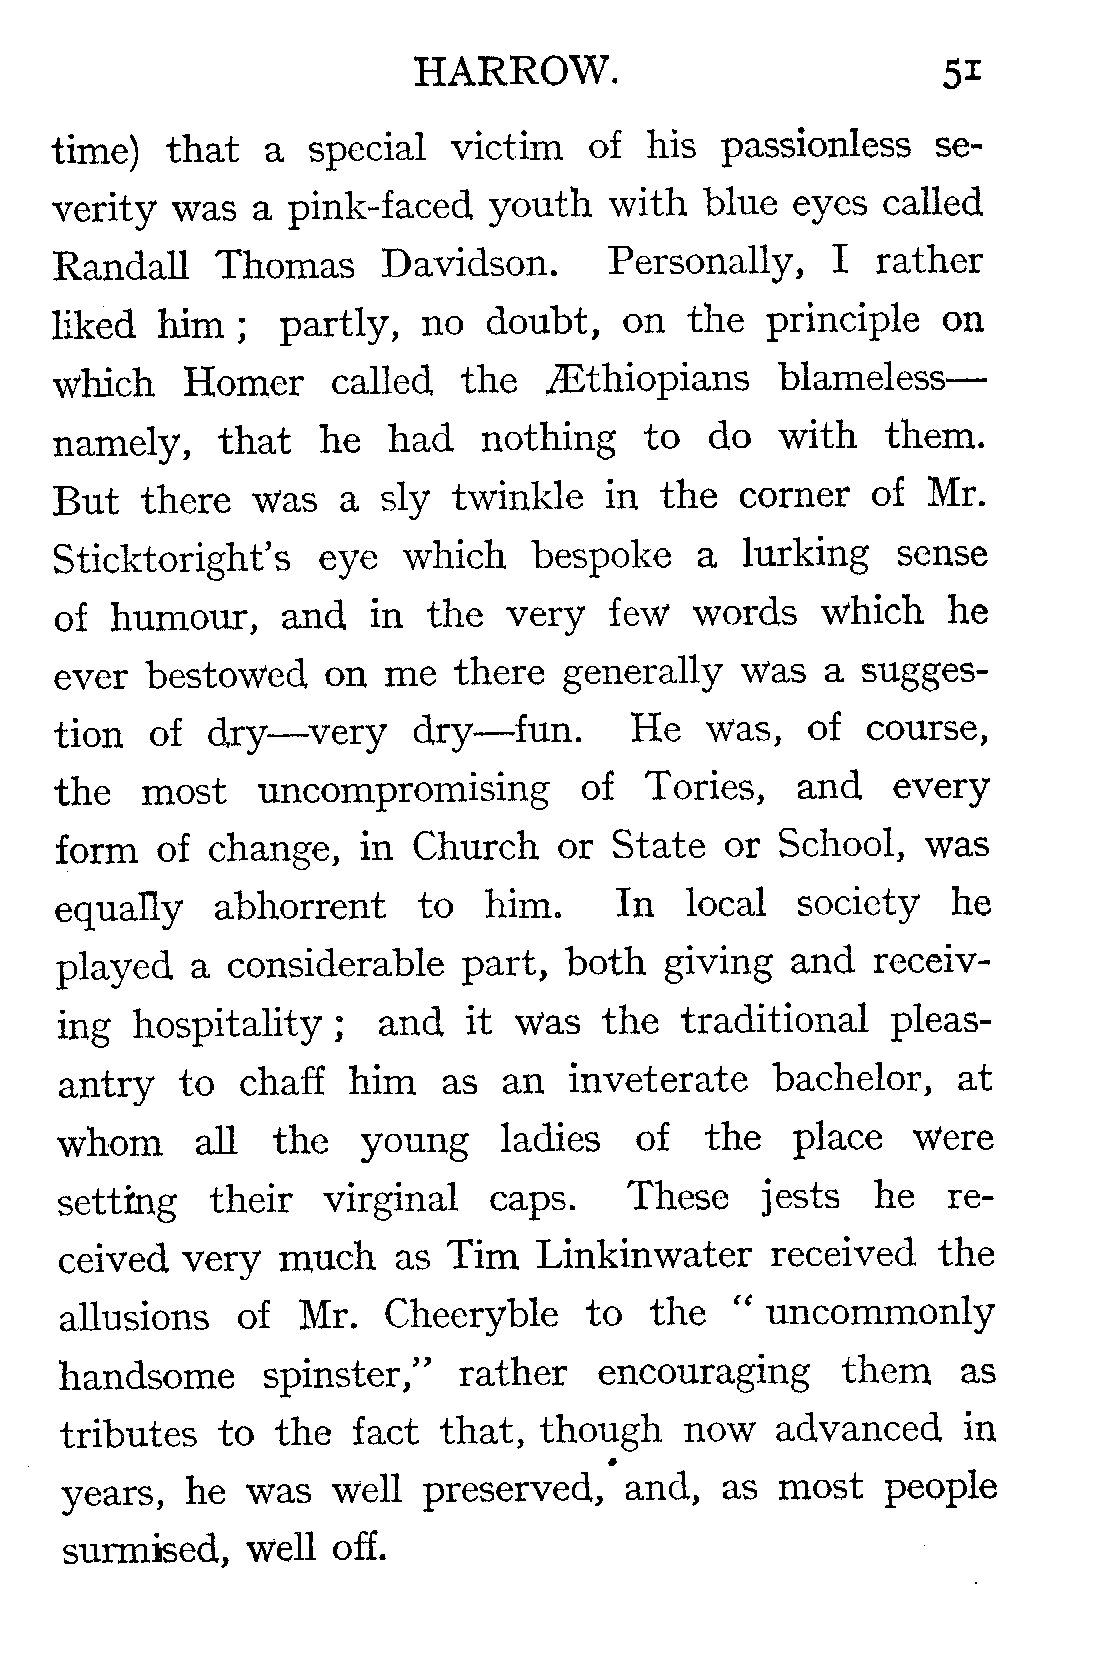 HARROW. 51
time) that a special victim of his passionless se-
verity was a pink-faced youth with blue eyes called
Randall Thomas Davidson. Personally, I rather
liked him ; partly, no doubt, on the principle on
which Homer called the Æthiopians blameless—
namely, that he had nothing to do with them.
But there was a sly twinkle in the corner of Mr.
Sticktoright's eye which bespoke a lurking sense
of humour, and in the very few words which he
ever bestowed on me there generally was a sugges-
tion of dry—very dry—fun. He was, of course,
the most uncompromising of Tories, and every
form of change, in Church or State or School, was
equally abhorrent to him. In local society he
played a considerable part, both giving and receiv-
ing hospitality ; and it was the traditional pleas-
antry to chaff him as an inveterate bachelor, at
whom all the young ladies of the place were
setting their virginal caps. These jests he re-
ceived very much as Tim Linkinwater received the
allusions of Mr. Cheeryble to the " uncommonly
handsome spinster," rather encouraging them as
tributes to the fact that, though now advanced in
years, he was well preserved, and, as most people
surmised, well off.